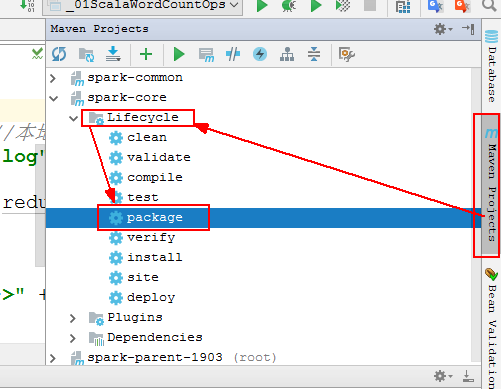 _01ScalaWordCountOps
Maven Projects
spark-common
spark-core
Lifecycle
clean
validate
compile
test
package
verify
install
site
deploy
Plugins
Dependencies
spark-parent-1903 (root)
//本
log"
redu
>" +
Database
Maven Projects
Bean Validation